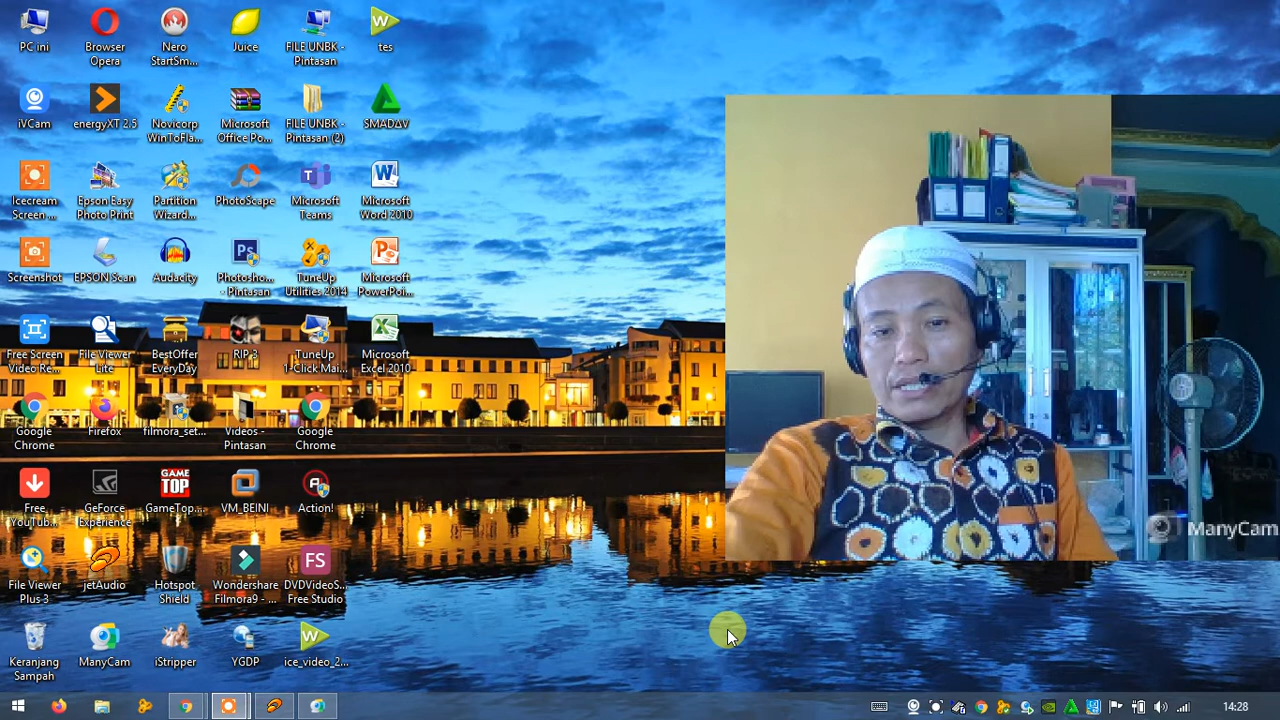 PC ini
Browser
Opera
Nero
StartSm...
Juice
FILE UNBK -
Pintasan
tes
iVCam
energyXT 2.5
Novicorp
WinToFla...
Microsoft
Office Po...
FILE UNBK -
Pintasan (2)
SMADΔV
Icecream
Screen ...
Epson Easy
Photo Print
Partition
Wizard...
PhotoScape
Microsoft
Teams
Microsoft
Word 2010
Screenshot
EPSON Scan
Audacity
Photosho...
- Pintasan
TuneUp
Utilities 2014
Microsoft
PowerPoi...
Free Screen
Video Re...
File Viewer
Lite
BestOffer
EveryDay
RIP 3
TuneUp
1-Click Mai...
Microsoft
Excel 2010
Google
Chrome
Firefox
filmora_set...
Videos -
Pintasan
Google
Chrome
Free
YouTub...
GeForce
Experience
GAME
TOP
GameTop...
VM_BEINI
Action!
File Viewer
Plus 3
jetAudio
Hotspot
Shield
Wondershare
Filmora9 - ...
FS
DVDVideoS...
Free Studio
Keranjang
Sampah
ManyCam
iStripper
YGDP
ice_video_2...
ManyCam
14:28